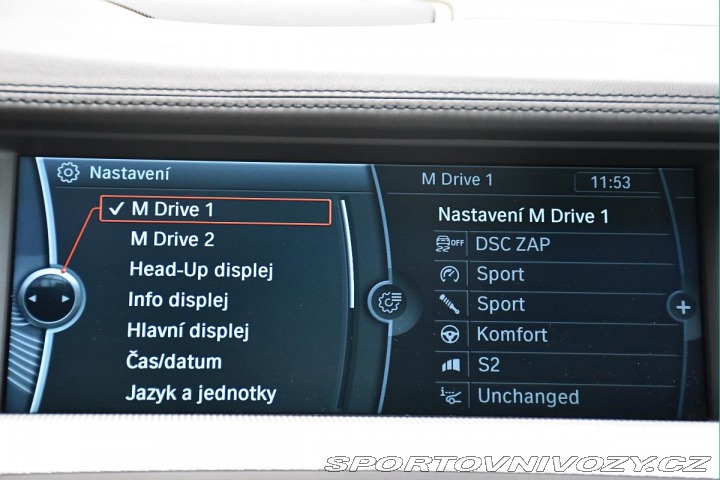 Nastavení
M Drive 1
M Drive 2
Head-Up displej
Info displej
Hlavní displej
Čas/datum
Jazyk a jednotky
M Drive 1
11:53
Nastavení M Drive 1
OFF DSC ZAP
Sport
Sport
Komfort
S2
Unchanged
SPORTOVNIVOZY.CZ